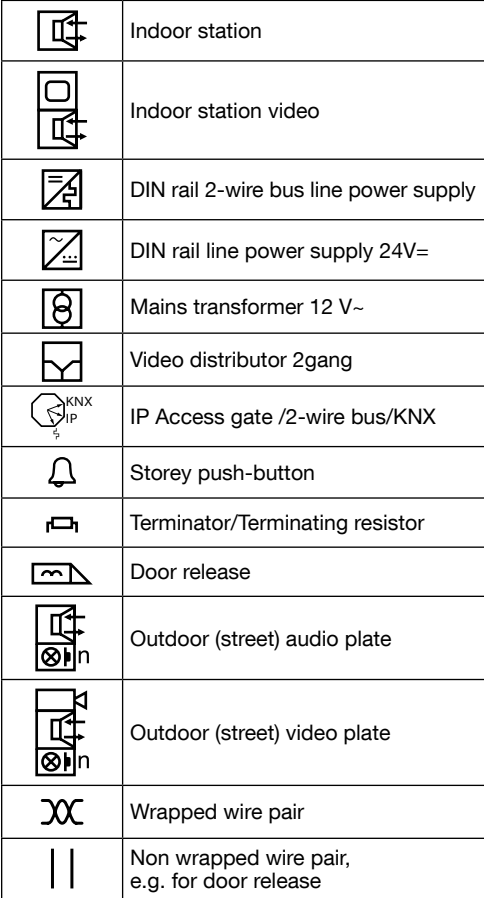 Indoor station
Indoor station video
DIN rail 2-wire bus line power supply
DIN rail line power supply 24V=
Mains transformer 12 V~
Video distributor 2gang
KNX
IP
IP Access gate /2-wire bus/KNX
Storey push-button
Terminator/Terminating resistor
Door release
n
Outdoor (street) audio plate
n
Outdoor (street) video plate
Wrapped wire pair
Non wrapped wire pair,
e.g. for door release